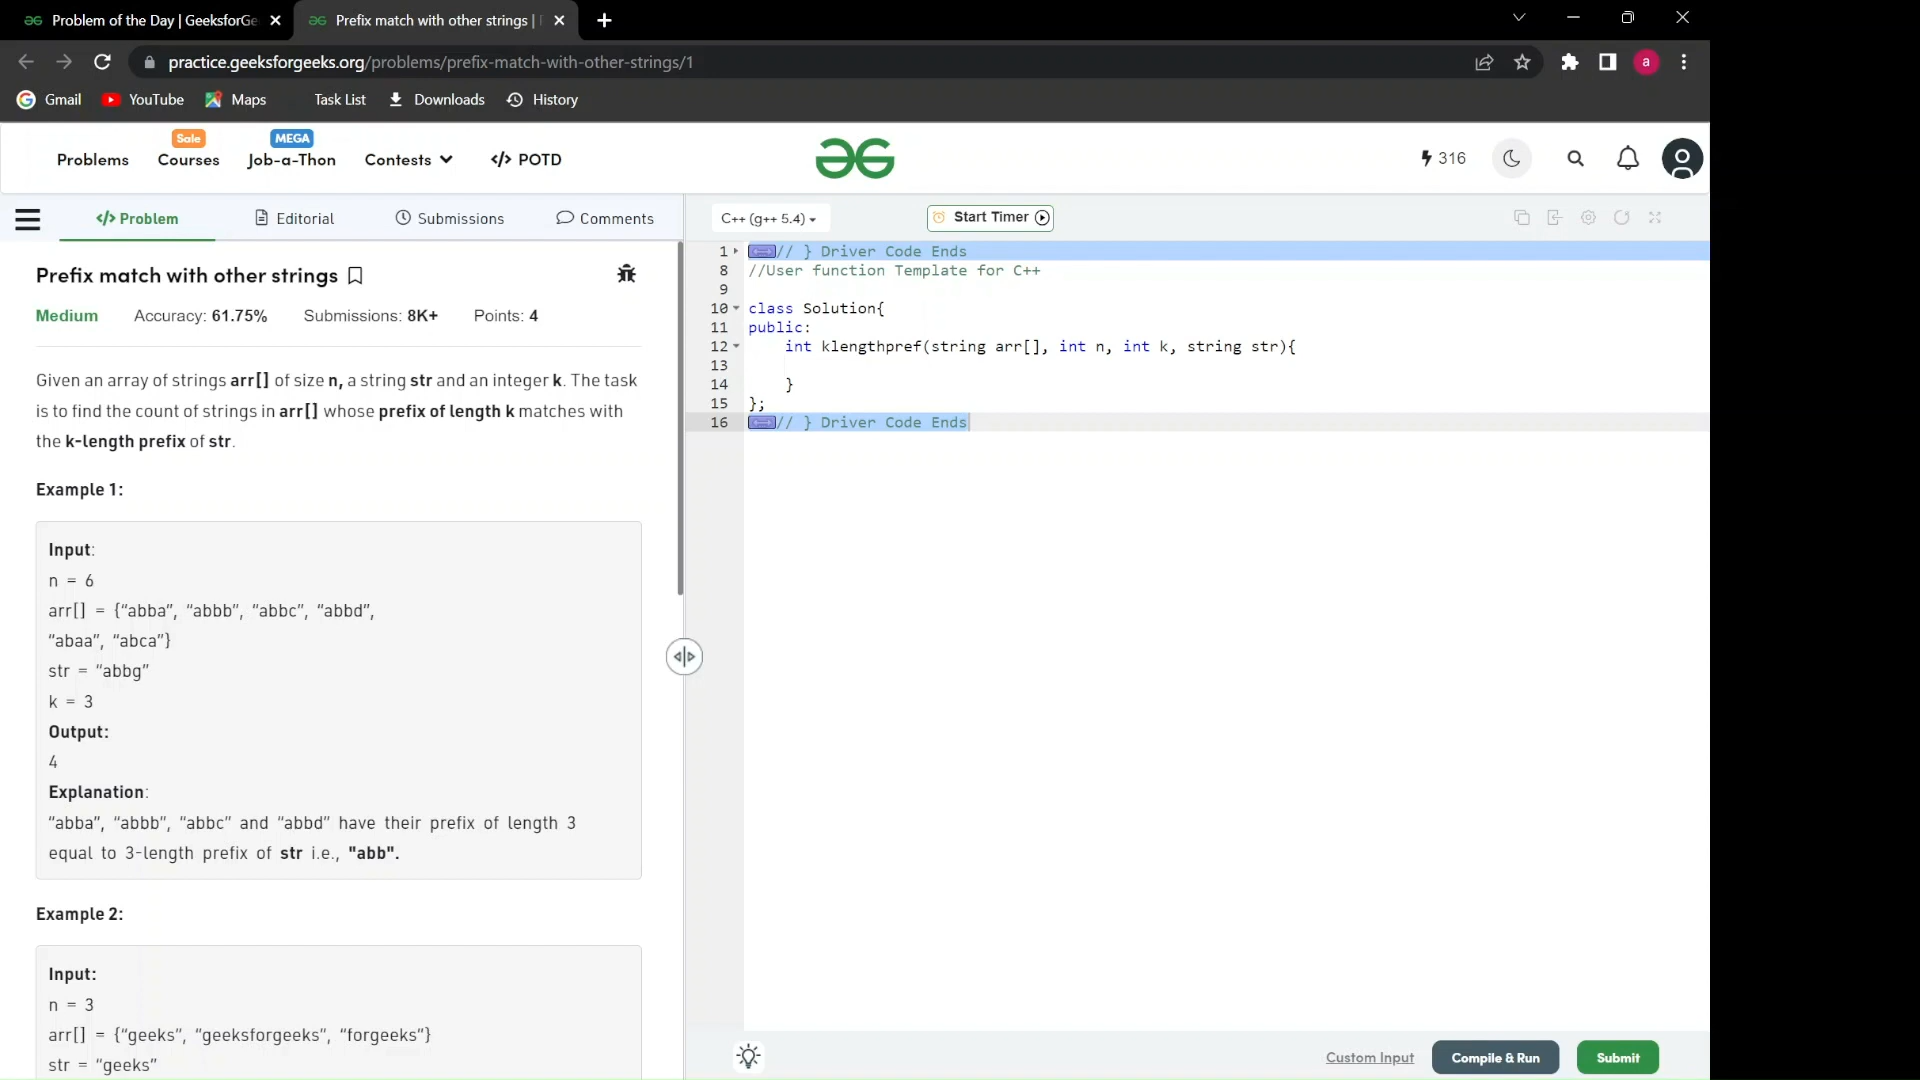 Problem of the Day | GeeksforGe
Prefix match with other strings |
practice.geeksforgeeks.org/problems/prefix-match-with-other-strings/1
a
Gmail
YouTube
Maps
Task List
Downloads
History
Sale
MEGA
Problems
Courses
Job-a-Thon
Contests
</> POTD
316
</> Problem
Editorial
Submissions
Comments
C++ (g++ 5.4)
Start Timer
Prefix match with other strings
Medium Accuracy: 61.75% Submissions: 8K+ Points: 4
Given an array of strings arr[] of size n, a string str and an integer k. The task
is to find the count of strings in arr[] whose prefix of length k matches with
the k-length prefix of str.
Example 1:
Input:
n = 6
arr[] = {“abba”, “abbb”, “abbc”, “abbd”,
“abaa”, “abca”}
str = “abbg”
k = 3
Output:
4
Explanation:
“abba”, “abbb”, “abbc” and “abbd” have their prefix of length 3
equal to 3-length prefix of str i.e., "abb".
Example 2:
Input:
n = 3
arr[] = {“geeks”, “geeksforgeeks”, “forgeeks”}
str = “geeks”
1 // } Driver Code Ends
8 //User function Template for C++
9
10 class Solution{
11 public:
12 int klengthpref(string arr[], int n, int k, string str){
13
14 }
15 };
16 // } Driver Code Ends
Custom Input
Compile & Run
Submit